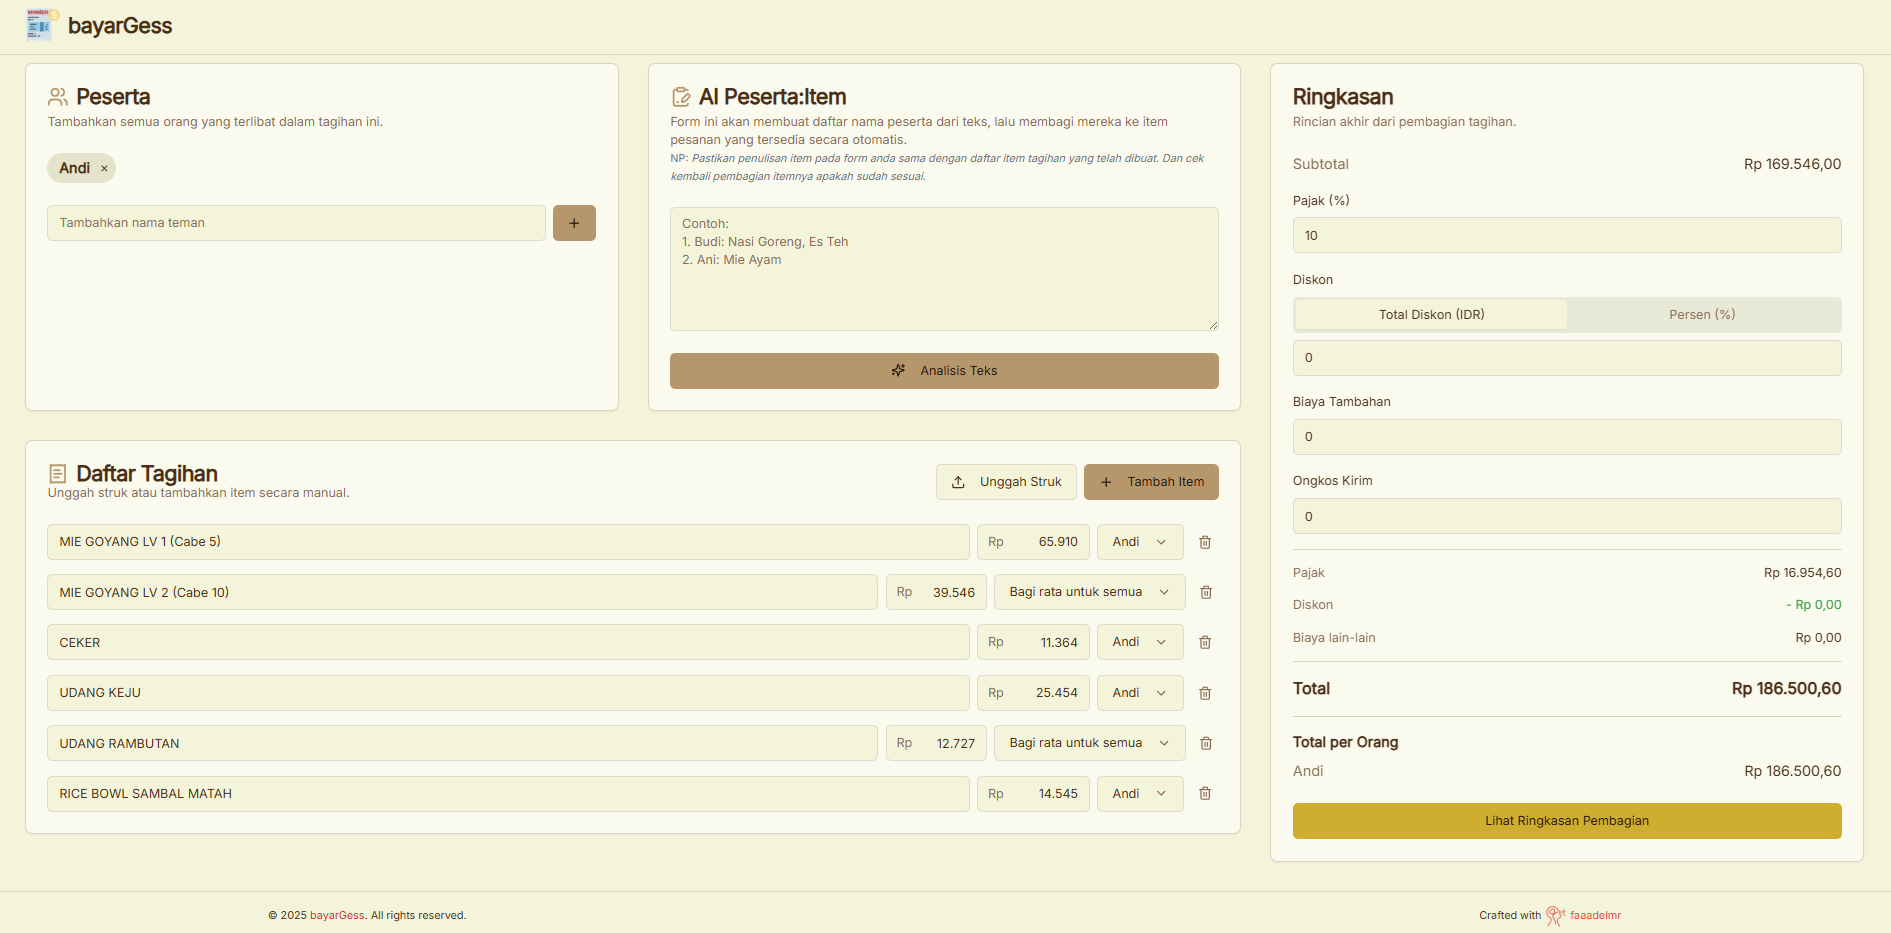 bayarGess
Peserta
Tambahkan semua orang yang terlibat dalam tagihan ini.
Andi ×
Tambahkan nama teman
+
AI Peserta:Item
Form ini akan membuat daftar nama peserta dari teks, lalu membagi mereka ke item
pesanan yang tersedia secara otomatis.
NP: Pastikan penulisan item pada form anda sama dengan daftar item tagihan yang telah dibuat. Dan cek
kembali pembagian itemnya apakah sudah sesuai.
Contoh:
1. Budi: Nasi Goreng, Es Teh
2. Ani: Mie Ayam
Analisis Teks
Daftar Tagihan
Unggah struk atau tambahkan item secara manual.
Unggah Struk
+ Tambah Item
MIE GOYANG LV 1 (Cabe 5) Rp 65.910 Andi
MIE GOYANG LV 2 (Cabe 10) Rp 39.546 Bagi rata untuk semua
CEKER Rp 11.364 Andi
UDANG KEJU Rp 25.454 Andi
UDANG RAMBUTAN Rp 12.727 Bagi rata untuk semua
RICE BOWL SAMBAL MATAH Rp 14.545 Andi
Ringkasan
Rincian akhir dari pembagian tagihan.
Subtotal Rp 169.546,00
Pajak (%)
10
Diskon
Total Diskon (IDR) Persen (%)
0
Biaya Tambahan
0
Ongkos Kirim
0
Pajak Rp 16.954,60
Diskon - Rp 0,00
Biaya lain-lain Rp 0,00
Total Rp 186.500,60
Total per Orang
Andi Rp 186.500,60
Lihat Ringkasan Pembagian
© 2025 bayarGess. All rights reserved.
Crafted with faaadelmr